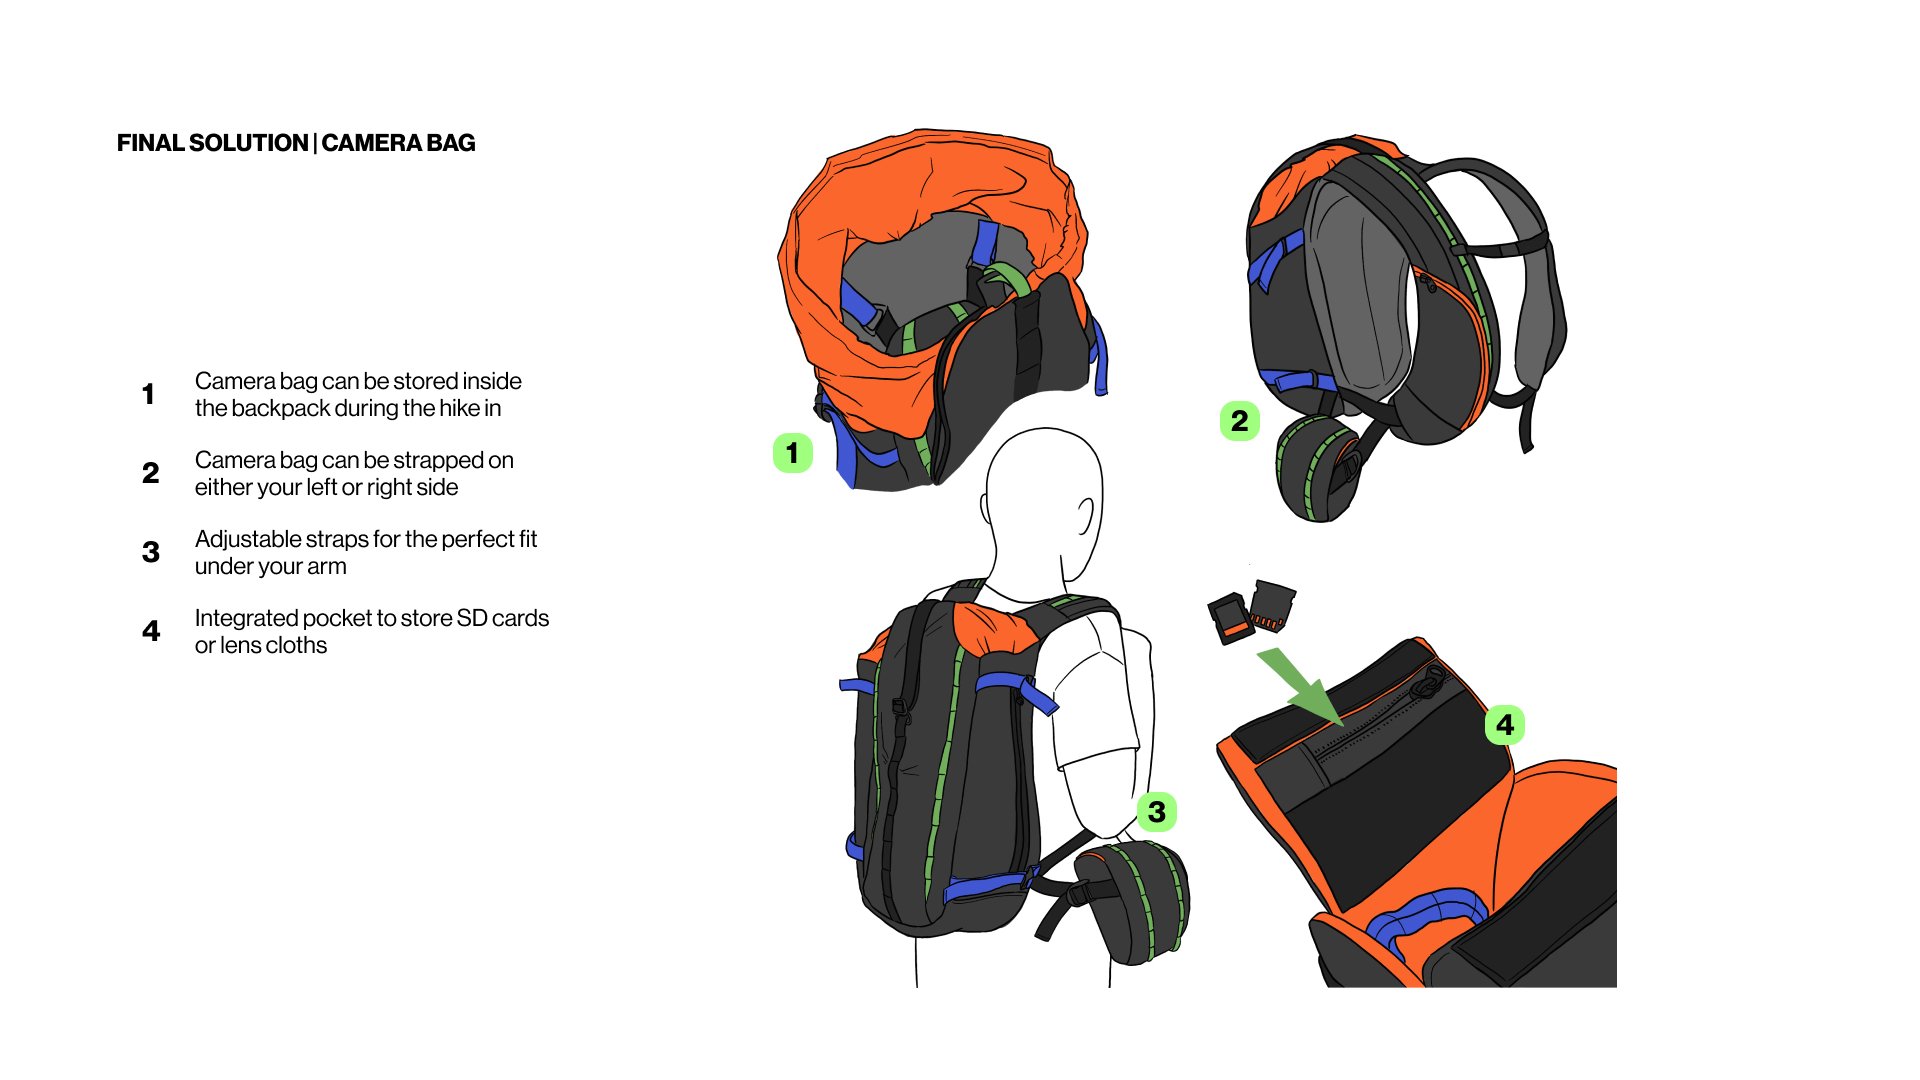 FINAL SOLUTION | CAMERA BAG
1
Camera bag can be stored inside
the backpack during the hike in
2
Camera bag can be strapped on
either your left or right side
3
Adjustable straps for the perfect fit
under your arm
4
Integrated pocket to store SD cards
or lens cloths
1
2
3
4